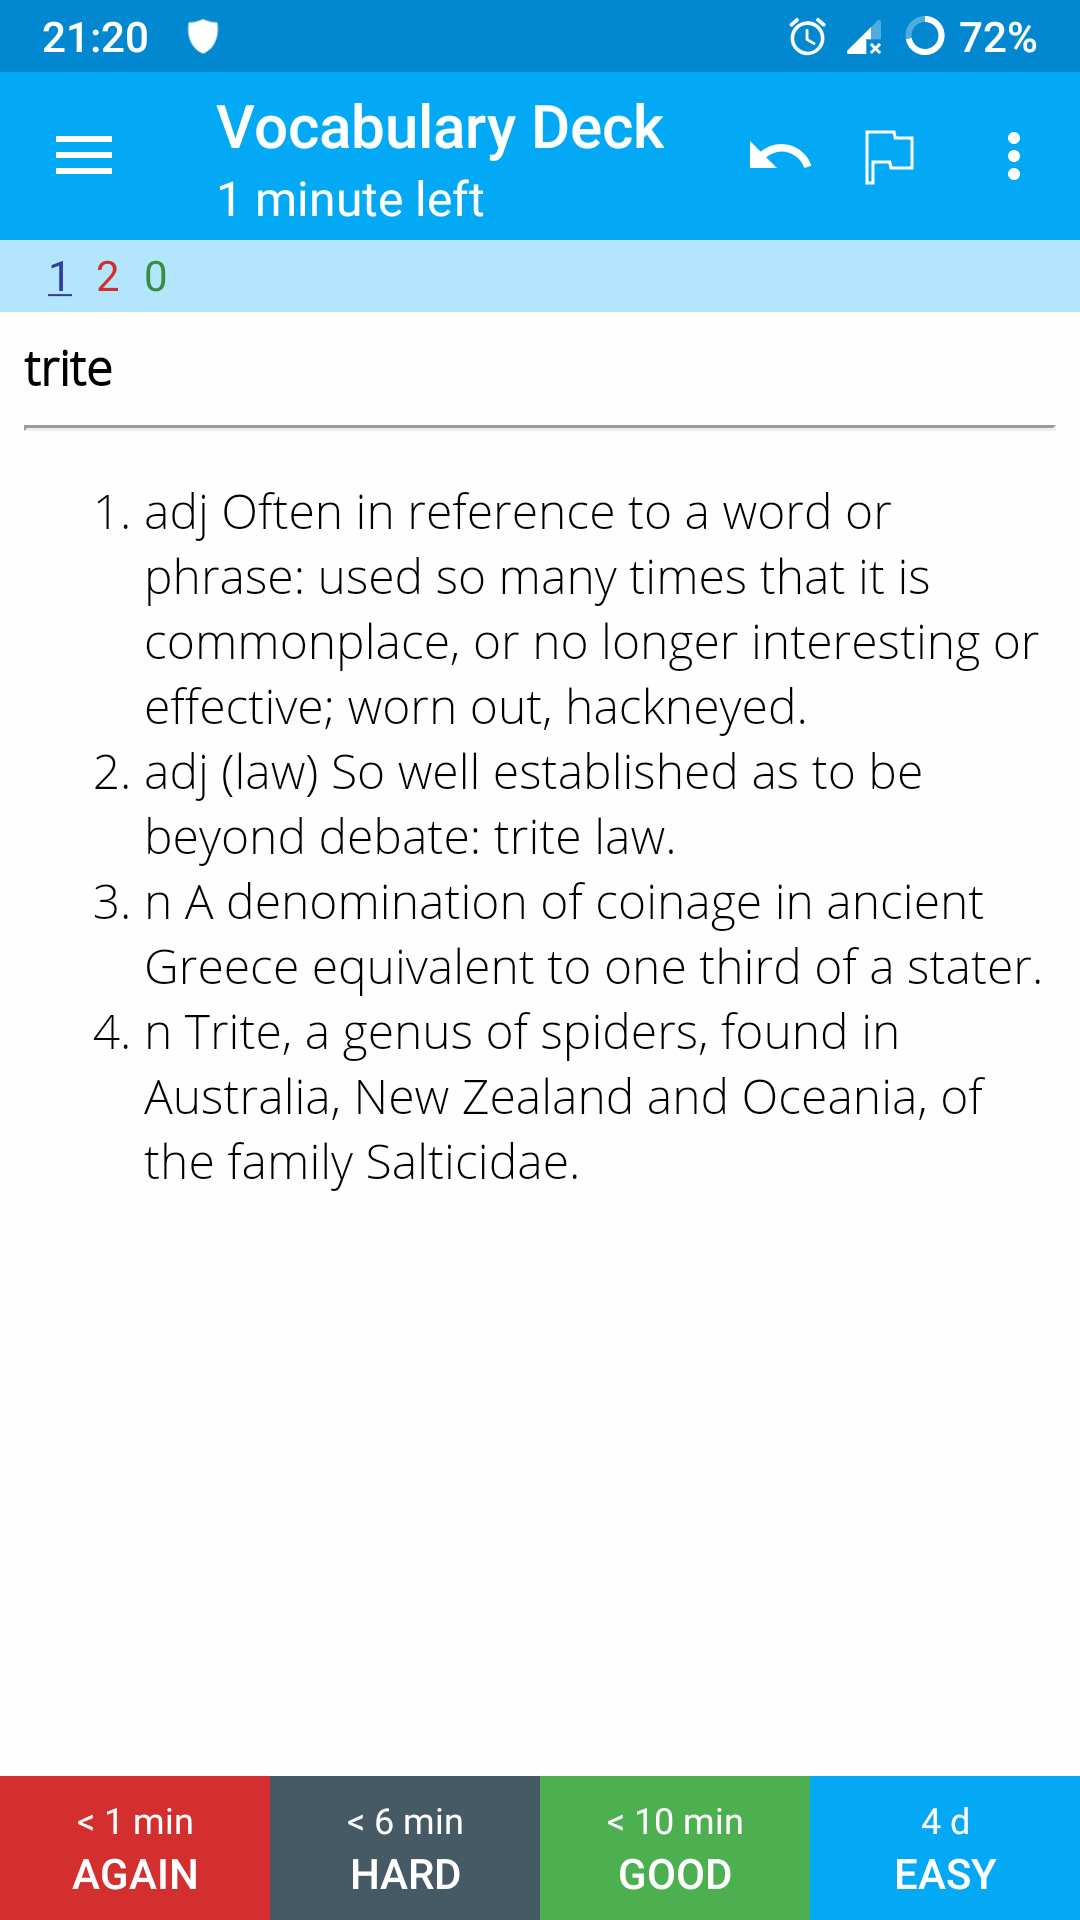 21:20 72%
Vocabulary Deck
1 minute left
1 2 0
trite
1. adj Often in reference to a word or
phrase: used so many times that it is
commonplace, or no longer interesting or
effective; worn out, hackneyed.
2. adj (law) So well established as to be
beyond debate: trite law.
3. n A denomination of coinage in ancient
Greece equivalent to one third of a stater.
4. n Trite, a genus of spiders, found in
Australia, New Zealand and Oceania, of
the family Salticidae.
< 1 min < 6 min < 10 min 4 d
AGAIN HARD GOOD EASY